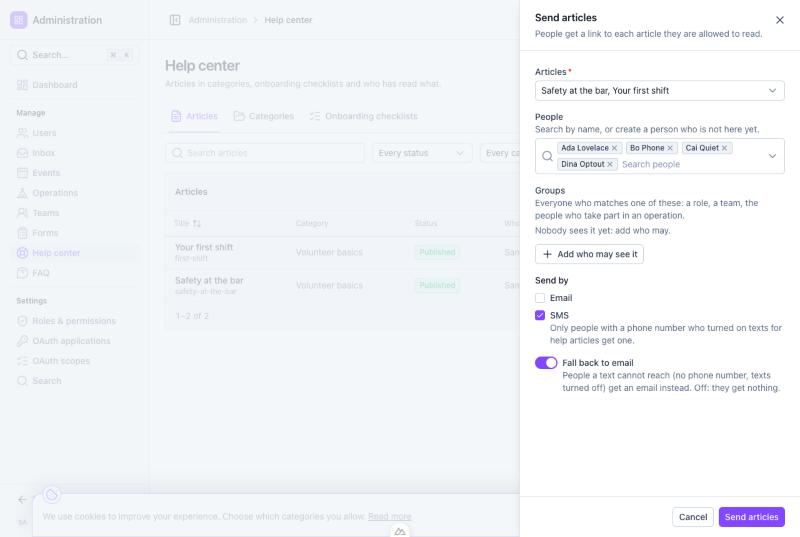 Administration
Search...
⌘ K
Dashboard
Manage
Users
Inbox
Events
Operations
Teams
Forms
Help center
FAQ
Settings
Roles & permissions
OAuth applications
OAuth scopes
Search
SA
Administration > Help center
Help center
Articles in categories, onboarding checklists and who has read what.
Articles
Categories
Onboarding checklists
Search articles
Every status
Every ca
Articles
Title
Category
Status
Who
Your first shift
first-shift
Volunteer basics
Published
San
Safety at the bar
safety-at-the-bar
Volunteer basics
Published
San
1–2 of 2
We use cookies to improve your experience. Choose which categories you allow. Read more
Send articles
People get a link to each article they are allowed to read.
Articles*
Safety at the bar, Your first shift
People
Search by name, or create a person who is not here yet.
Ada Lovelace
Bo Phone
Cai Quiet
Dina Optout
Search people
Groups
Everyone who matches one of these: a role, a team, the
people who take part in an operation.
Nobody sees it yet: add who may.
Add who may see it
Send by
Email
SMS
Only people with a phone number who turned on texts for
help articles get one.
Fall back to email
People a text cannot reach (no phone number, texts
turned off) get an email instead. Off: they get nothing.
Cancel
Send articles